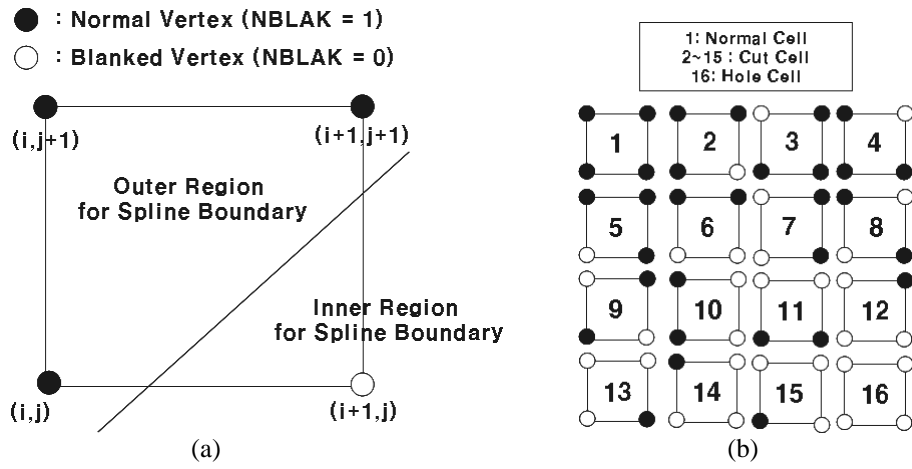 : Normal Vertex (NBLAK = 1)
: Blanked Vertex (NBLAK = 0)
(i,j+1)
(i+1,j+1)
Outer Region
for Spline Boundary
Inner Region
for Spline Boundary
(i,j)
(i+1,j)
(a)
1: Normal Cell
2~15 : Cut Cell
16: Hole Cell
1 2 3 4
5 6 7 8
9 10 11 12
13 14 15 16
(b)